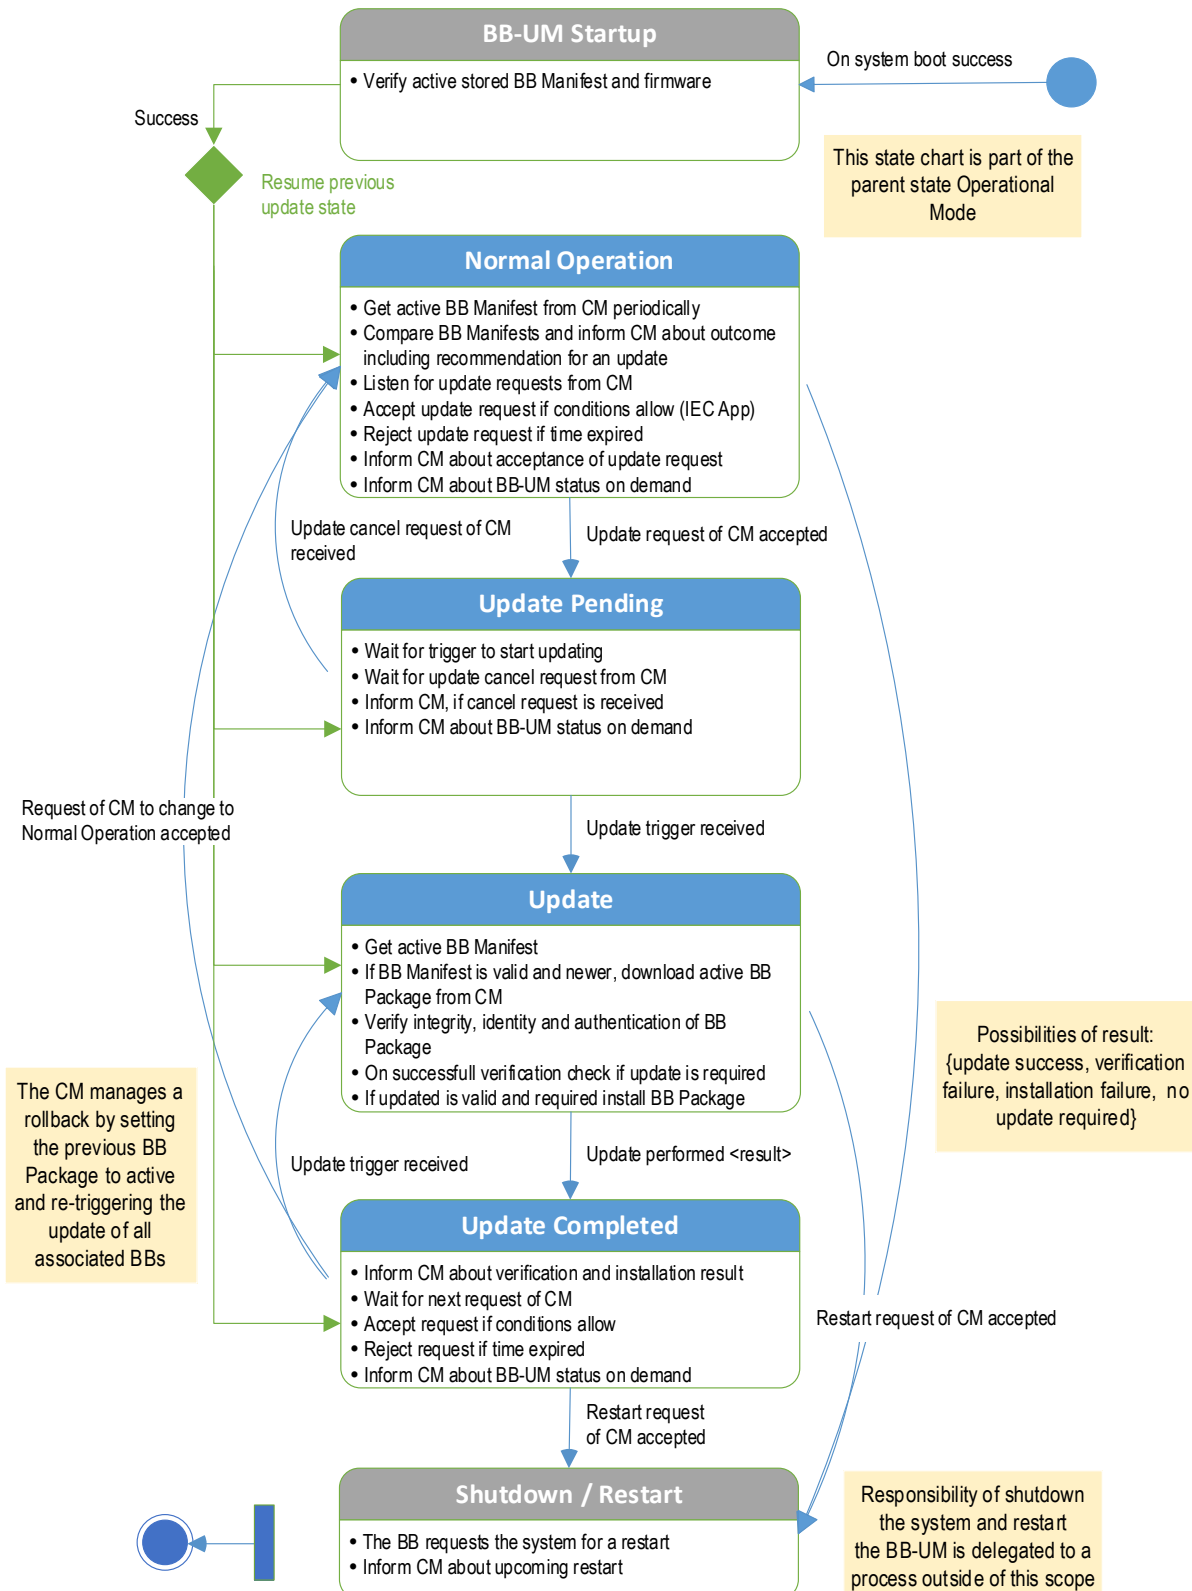 BB-UM Startup
• Verify active stored BB Manifest and firmware
On system boot success
Success
This state chart is part of the
parent state Operational
Mode
Resume previous
update state
Normal Operation
• Get active BB Manifest from CM periodically
• Compare BB Manifests and inform CM about outcome
including recommendation for an update
• Listen for update requests from CM
• Accept update request if conditions allow (IEC App)
• Reject update request if time expired
• Inform CM about acceptance of update request
• Inform CM about BB-UM status on demand
Update cancel request of CM
received
Update request of CM accepted
Update Pending
• Wait for trigger to start updating
• Wait for update cancel request from CM
• Inform CM, if cancel request is received
• Inform CM about BB-UM status on demand
Request of CM to change to
Normal Operation accepted
Update trigger received
Update
• Get active BB Manifest
• If BB Manifest is valid and newer, download active BB
Package from CM
• Verify integrity, identity and authentication of BB
Package
• On successfull verification check if update is required
• If updated is valid and required install BB Package
Possibilities of result:
{update success, verification
failure, installation failure, no
update required}
The CM manages a
rollback by setting
the previous BB
Package to active
and re-triggering the
update of all
associated BBs
Update trigger received
Update performed <result>
Update Completed
• Inform CM about verification and installation result
• Wait for next request of CM
• Accept request if conditions allow
• Reject request if time expired
• Inform CM about BB-UM status on demand
Restart request of CM accepted
Restart request
of CM accepted
Shutdown / Restart
• The BB requests the system for a restart
• Inform CM about upcoming restart
Responsibility of shutdown
the system and restart
the BB-UM is delegated to a
process outside of this scope